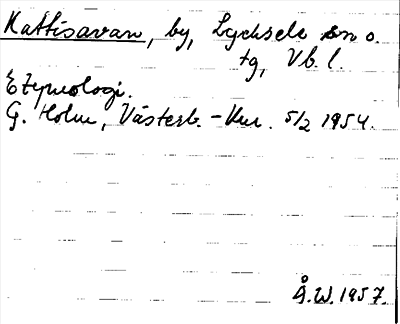 Kattisavan, by, Lycksele sn o.
tg, Vb. l.
Etymologi.
G. Holm, Västerb.-Kur. 5/2 1954.
Å.W. 1957.